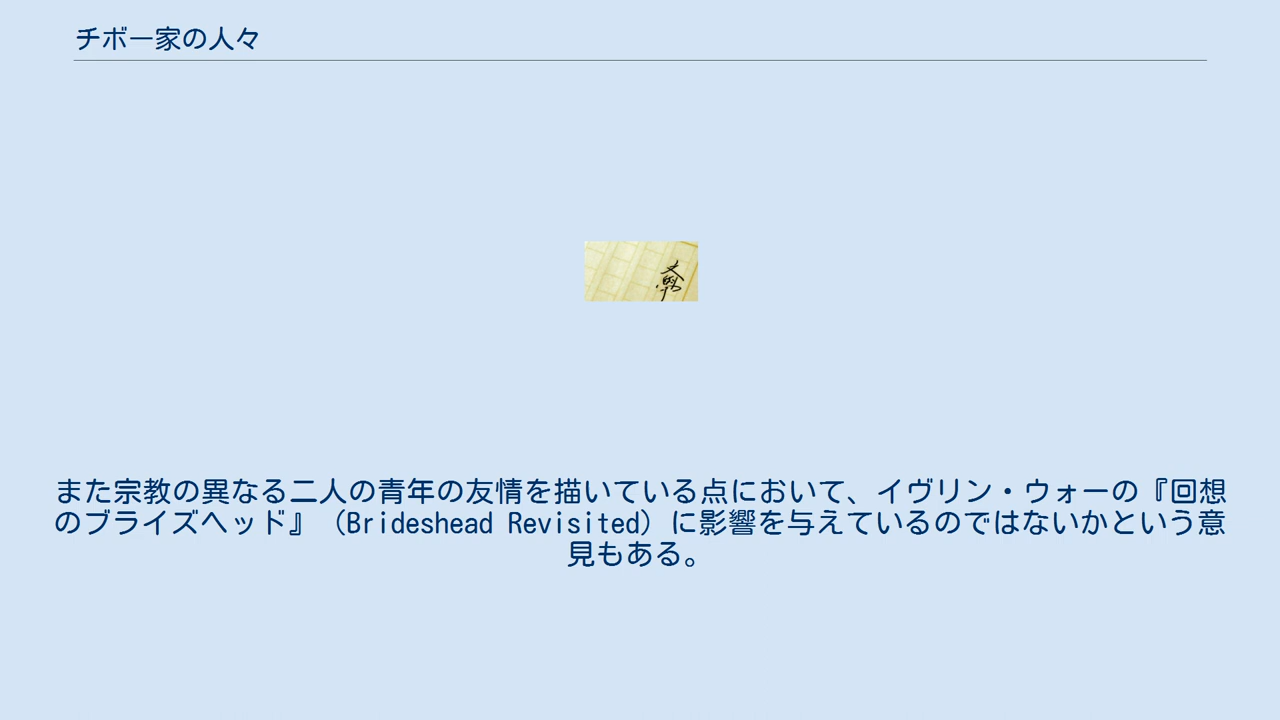 チボー家の人々
また宗教の異なる二人の青年の友情を描いている点において、イヴリン・ウォーの『回想
のブライズヘッド』（Brideshead Revisited）に影響を与えているのではないかという意
見もある。